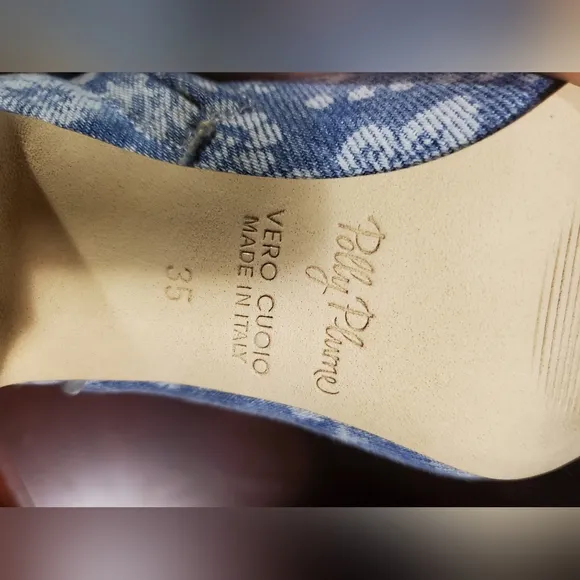 Polly Plume
VERO CUOIO
MADE IN ITALY
35